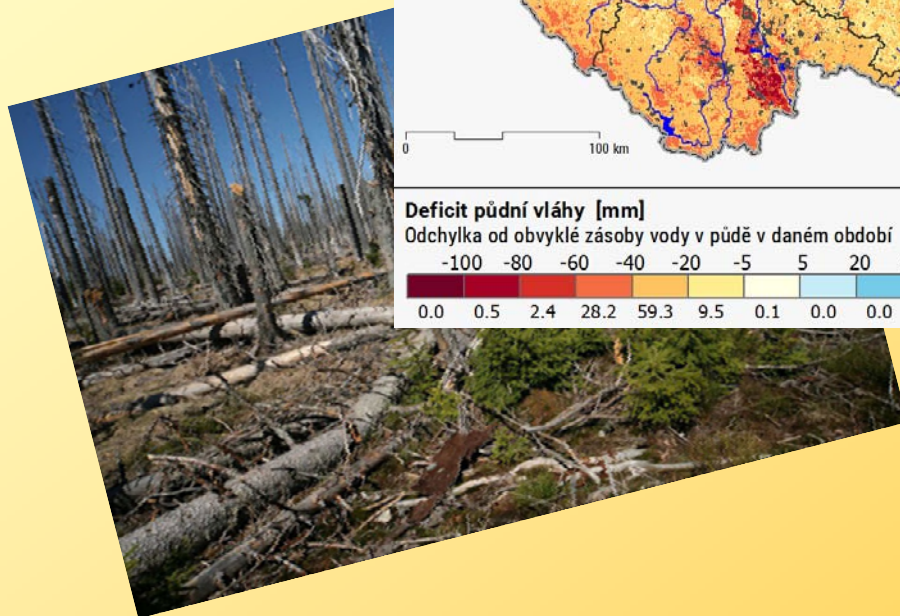 0 100 km
Deficit půdní vláhy [mm]
Odchylka od obvyklé zásoby vody v půdě v daném období
-100 -80 -60 -40 -20 -5 5 20
0.0 0.5 2.4 28.2 59.3 9.5 0.1 0.0 0.0